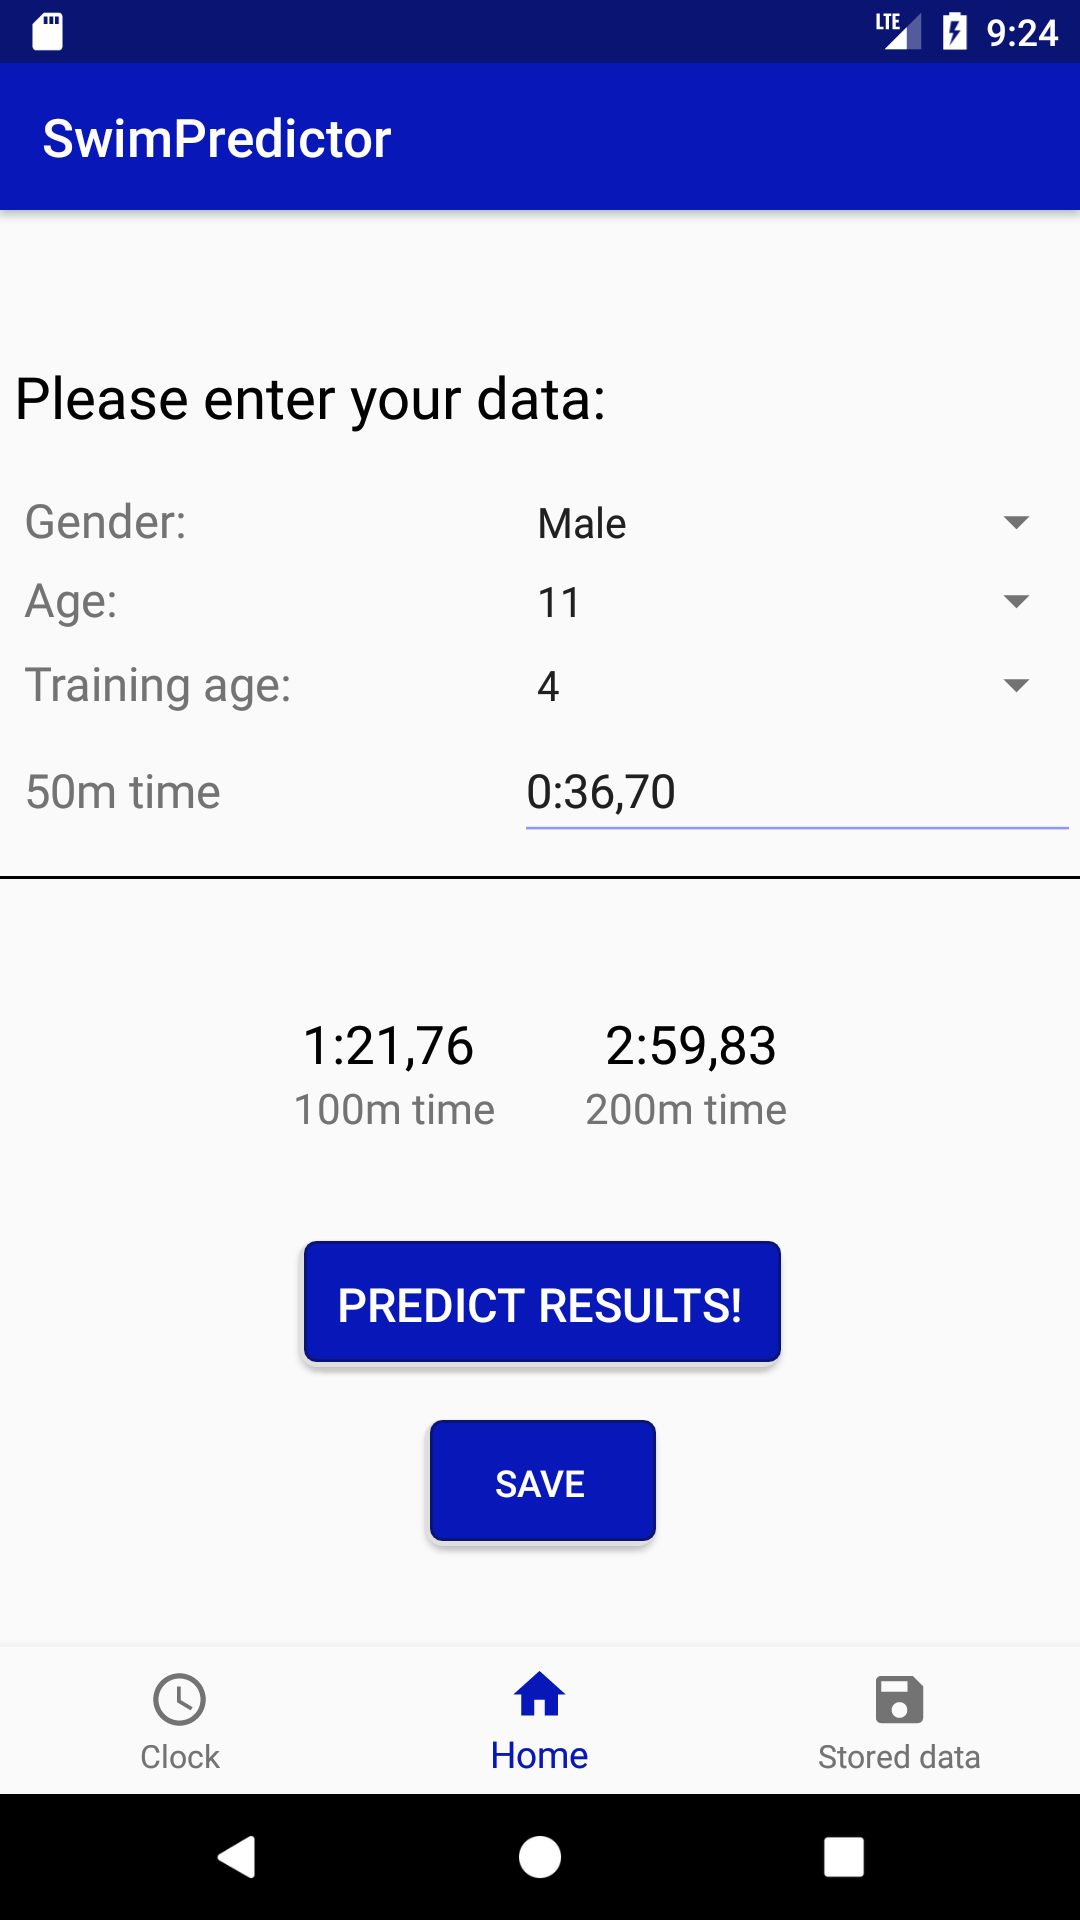 LTE 9:24
SwimPredictor
Please enter your data:
Gender: Male
Age: 11
Training age: 4
50m time 0:36,70
1:21,76 2:59,83
100m time 200m time
PREDICT RESULTS!
SAVE
Clock Home Stored data